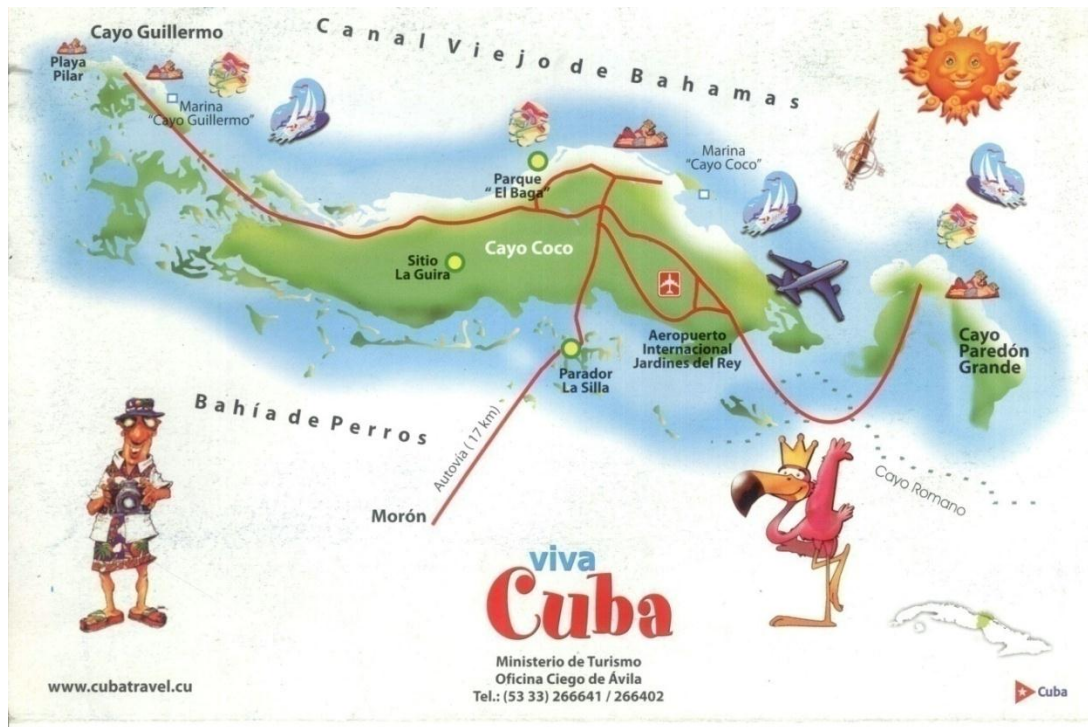 Cayo Guillermo
Canal Viejo de Bahamas
Playa
Pilar
Marina
"Cayo Guillermo"
Parque
" El Baga"
Marina
"Cayo Coco"
Cayo Coco
Sitio
La Guira
Aeropuerto
Internacional
Jardines del Rey
Cayo
Paredón
Grande
Parador
La Silla
Bahía de Perros
Autovía ( 17 km)
Cayo Romano
Morón
viva
Cuba
Ministerio de Turismo
Oficina Ciego de Ávila
Tel.: (53 33) 266641 / 266402
www.cubatravel.cu
Cuba